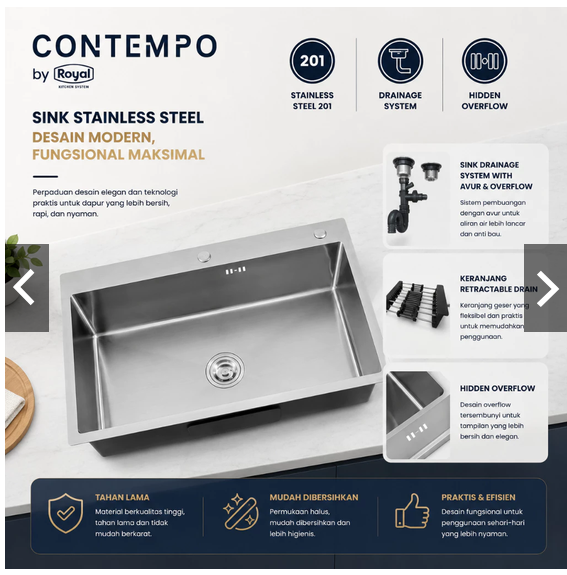 CONTEMPO
by Royal
KITCHEN SYSTEM
SINK STAINLESS STEEL
DESAIN MODERN,
FUNGSIONAL MAKSIMAL
Perpaduan desain elegan dan teknologi
praktis untuk dapur yang lebih bersih,
rapi, dan nyaman.
201
STAINLESS
STEEL 201
DRAINAGE
SYSTEM
HIDDEN
OVERFLOW
SINK DRAINAGE
SYSTEM WITH
AVUR & OVERFLOW
Sistem pembuangan
dengan avur untuk
aliran air lebih lancar
dan anti bau.
KERANJANG
RETRACTABLE DRAIN
Keranjang geser yang
fleksibel dan praktis
untuk memudahkan
penggunaan.
HIDDEN OVERFLOW
Desain overflow
tersembunyi untuk
tampilan yang lebih
bersih dan elegan.
TAHAN LAMA
Material berkualitas tinggi,
tahan lama dan tidak
mudah berkarat.
MUDAH DIBERSIHKAN
Permukaan halus,
mudah dibersihkan dan
lebih higienis.
PRAKTIS & EFISIEN
Desain fungsional untuk
penggunaan sehari-hari
yang lebih nyaman.